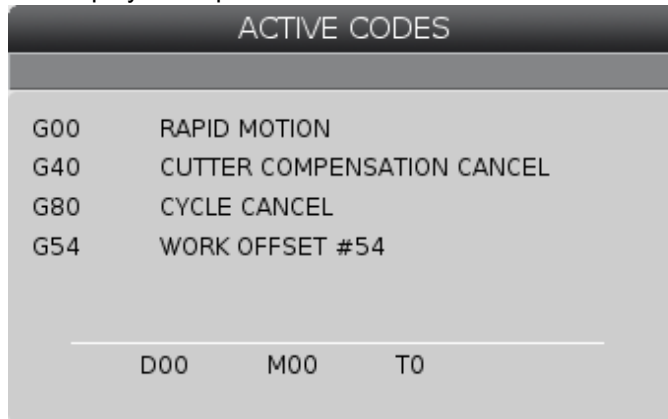 ACTIVE CODES
G00 RAPID MOTION
G40 CUTTER COMPENSATION CANCEL
G80 CYCLE CANCEL
G54 WORK OFFSET #54
D00 M00 T0